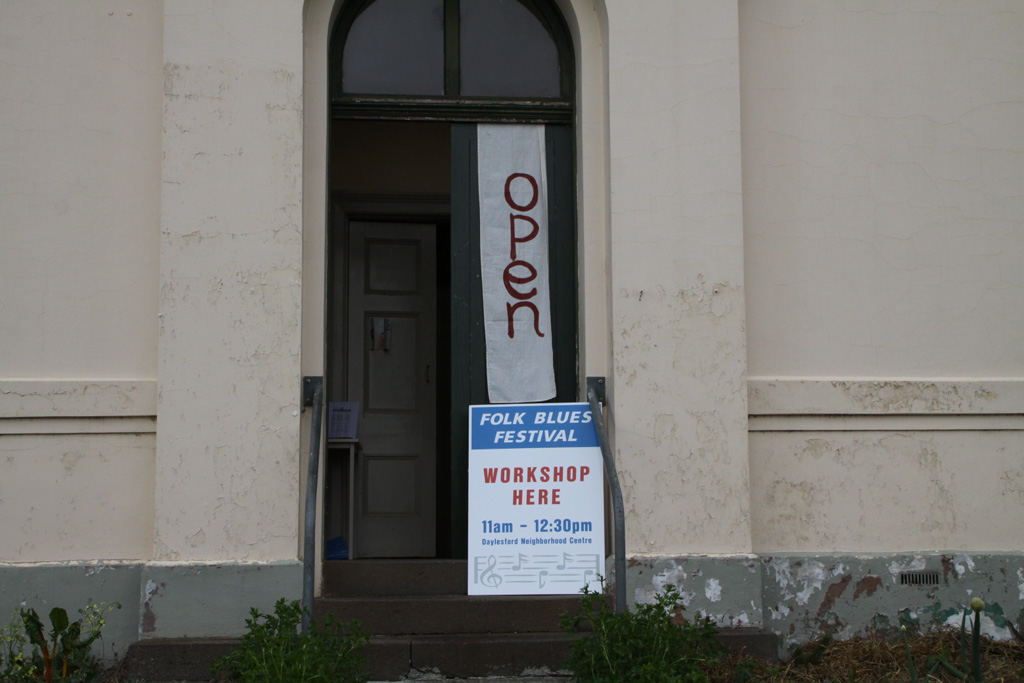 open
FOLK BLUES
FESTIVAL
WORKSHOP
HERE
11am - 12:30pm
Daylesford Neighborhood Centre